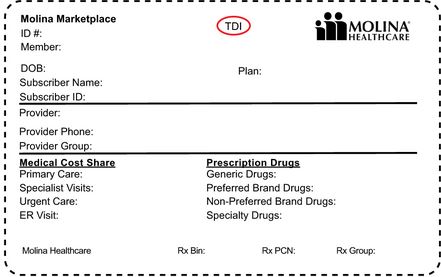 Molina Marketplace
TDI
MOLINA®
HEALTHCARE
ID #:
Member:
DOB:
Plan:
Subscriber Name:
Subscriber ID:
Provider:
Provider Phone:
Provider Group:
Medical Cost Share
Prescription Drugs
Primary Care:
Generic Drugs:
Specialist Visits:
Preferred Brand Drugs:
Urgent Care:
Non-Preferred Brand Drugs:
ER Visit:
Specialty Drugs:
Molina Healthcare
Rx Bin:
Rx PCN:
Rx Group: